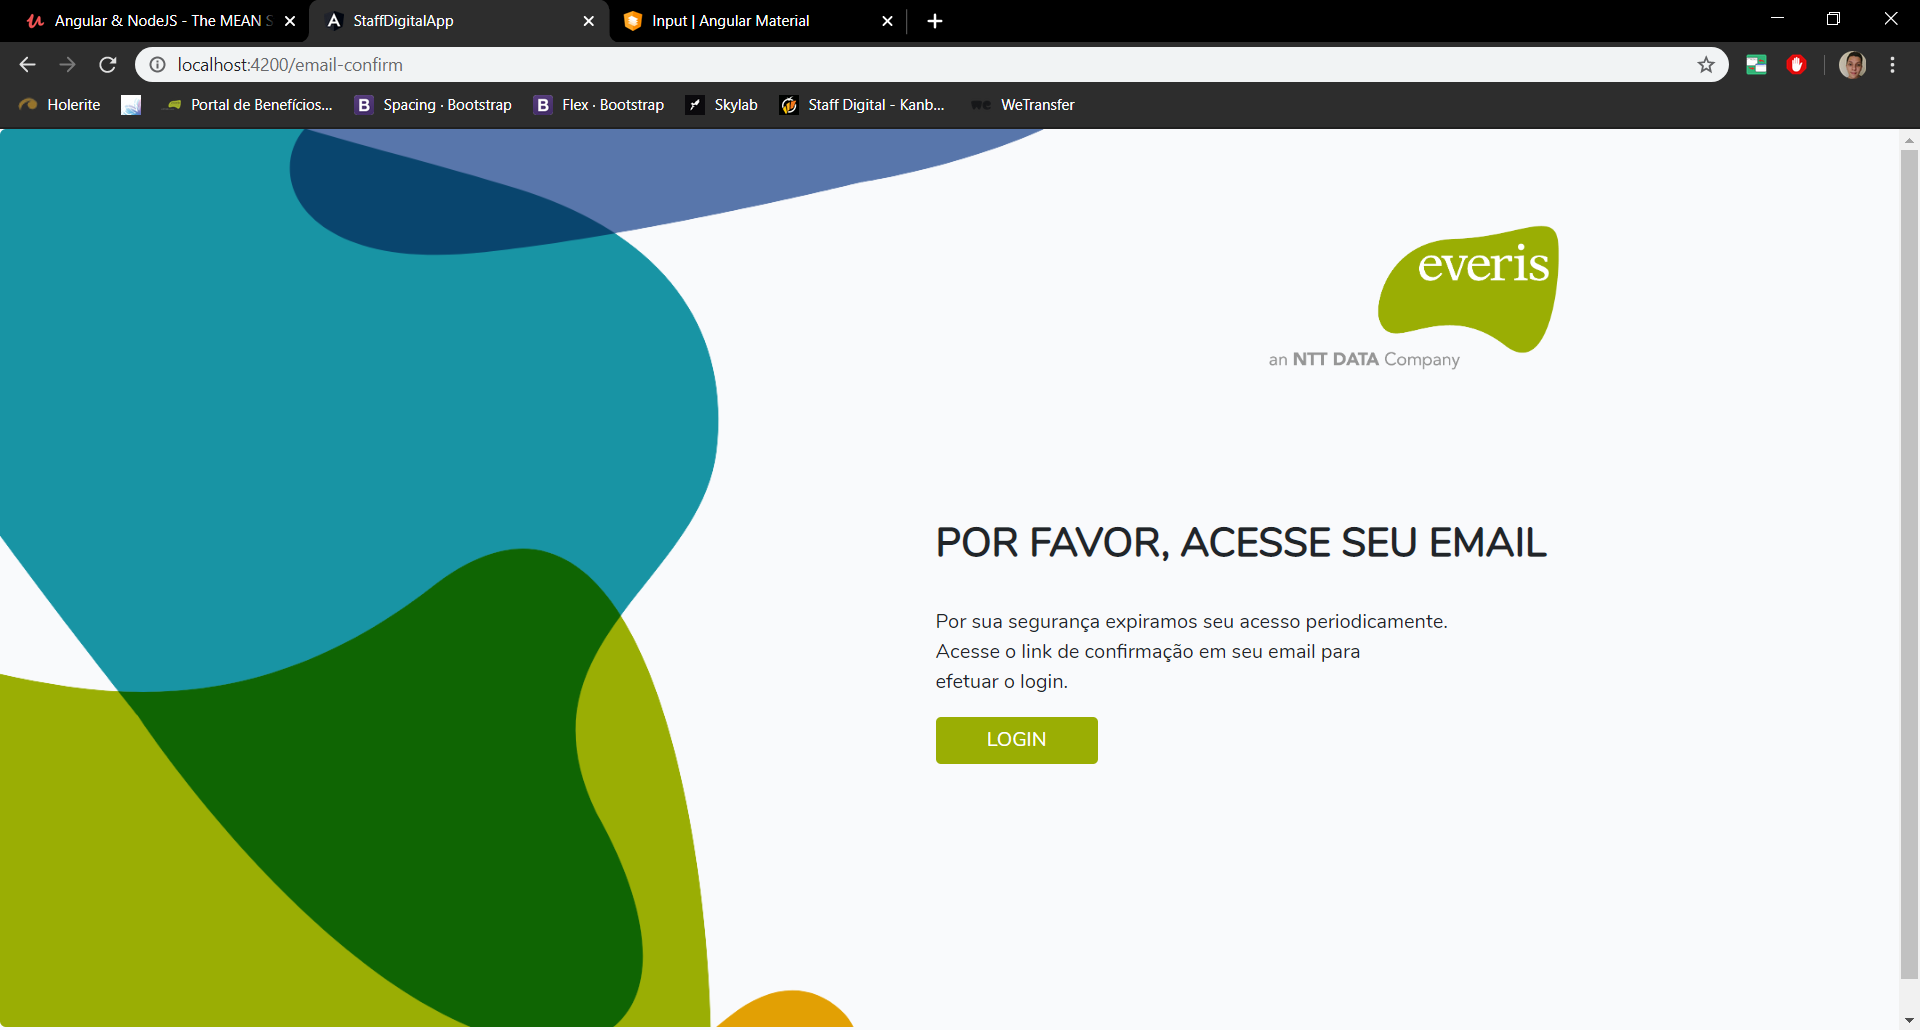 Angular & NodeJS - The MEAN S
StaffDigitalApp
Input | Angular Material
localhost:4200/email-confirm
Holerite
Portal de Benefícios...
B Spacing · Bootstrap
B Flex · Bootstrap
Skylab
Staff Digital - Kanb...
we WeTransfer
everis
an NTT DATA Company
POR FAVOR, ACESSE SEU EMAIL
Por sua segurança expiramos seu acesso periodicamente.
Acesse o link de confirmação em seu email para
efetuar o login.
LOGIN